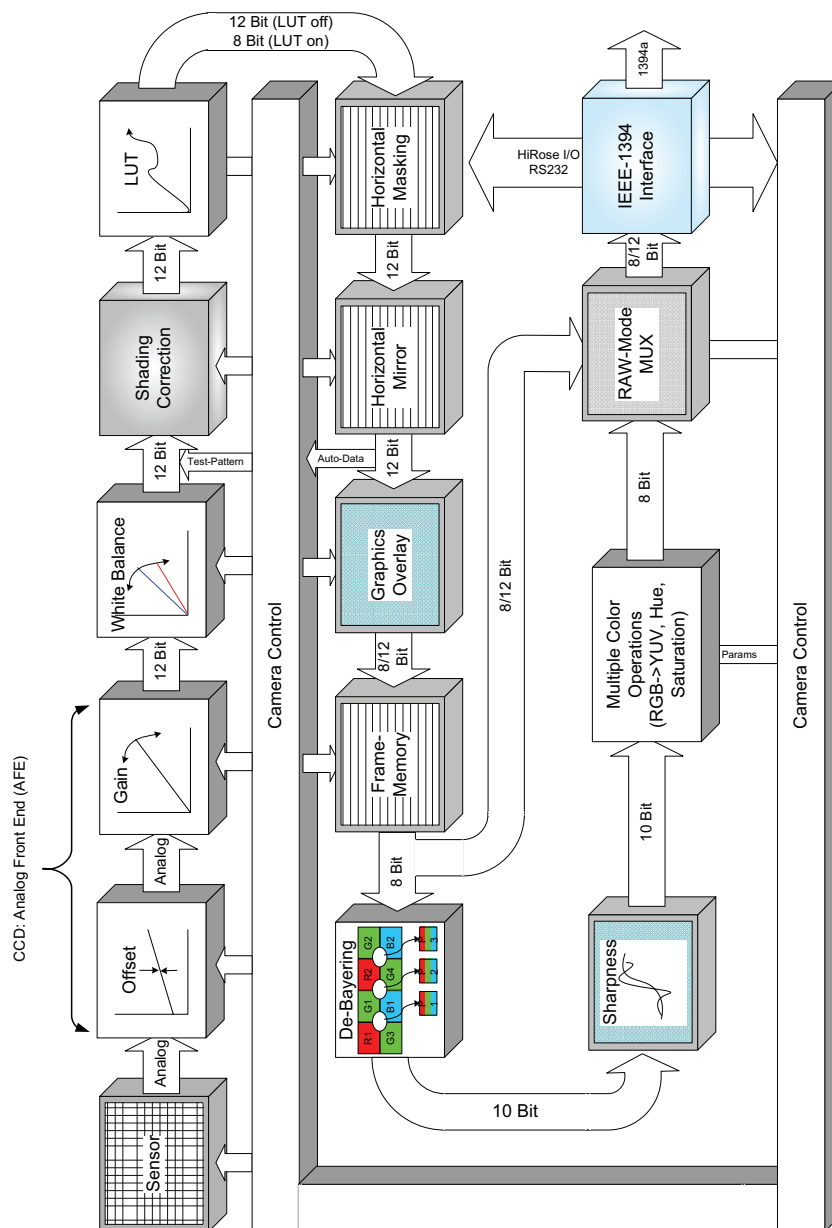 CCD: Analog Front End (AFE)
Sensor
Analog
Offset
Analog
Gain
12 Bit
White Balance
12 Bit
Test-Pattern
Shading
Correction
12 Bit
LUT
12 Bit (LUT off)
8 Bit (LUT on)
Camera Control
Horizontal
Masking
12 Bit
Horizontal
Mirror
12 Bit
Auto-Data
Graphics
Overlay
8/12
Bit
Frame-
Memory
8 Bit
8/12 Bit
De-Bayering
R1
G1
R2
G2
G3
B1
G4
B2
P
1
P
2
P
3
10 Bit
Sharpness
10 Bit
Multiple Color
Operations
(RGB->YUV, Hue,
Saturation)
Params
8 Bit
RAW-Mode
MUX
8/12
Bit
IEEE-1394
Interface
1394a
HiRose I/O
RS232
Camera Control